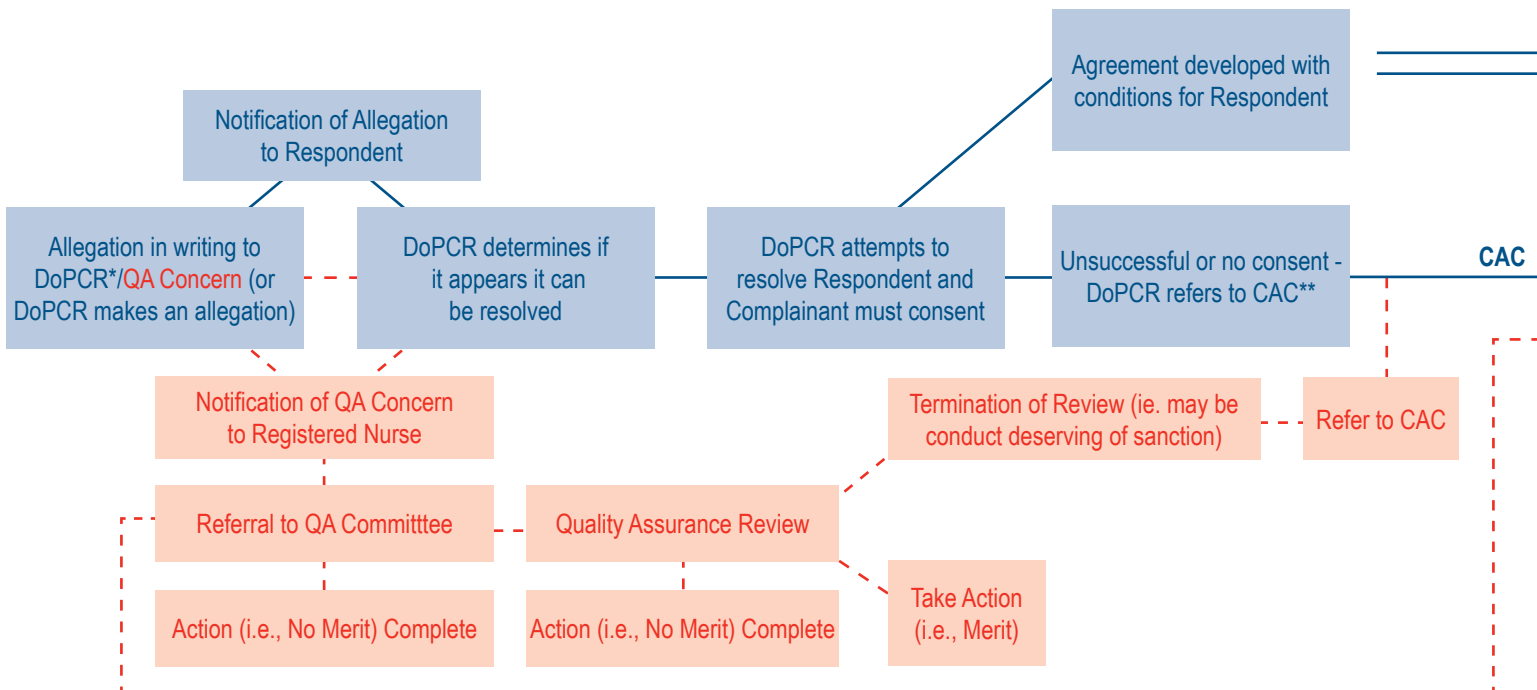 Agreement developed with
conditions for Respondent
Notification of Allegation
to Respondent
Allegation in writing to
DoPCR*/QA Concern (or
DoPCR makes an allegation)
DoPCR determines if
it appears it can
be resolved
DoPCR attempts to
resolve Respondent and
Complainant must consent
Unsuccessful or no consent -
DoPCR refers to CAC**
CAC
Notification of QA Concern
to Registered Nurse
Termination of Review (ie. may be
conduct deserving of sanction)
Refer to CAC
Referral to QA Committtee
Quality Assurance Review
Action (i.e., No Merit) Complete
Action (i.e., No Merit) Complete
Take Action
(i.e., Merit)